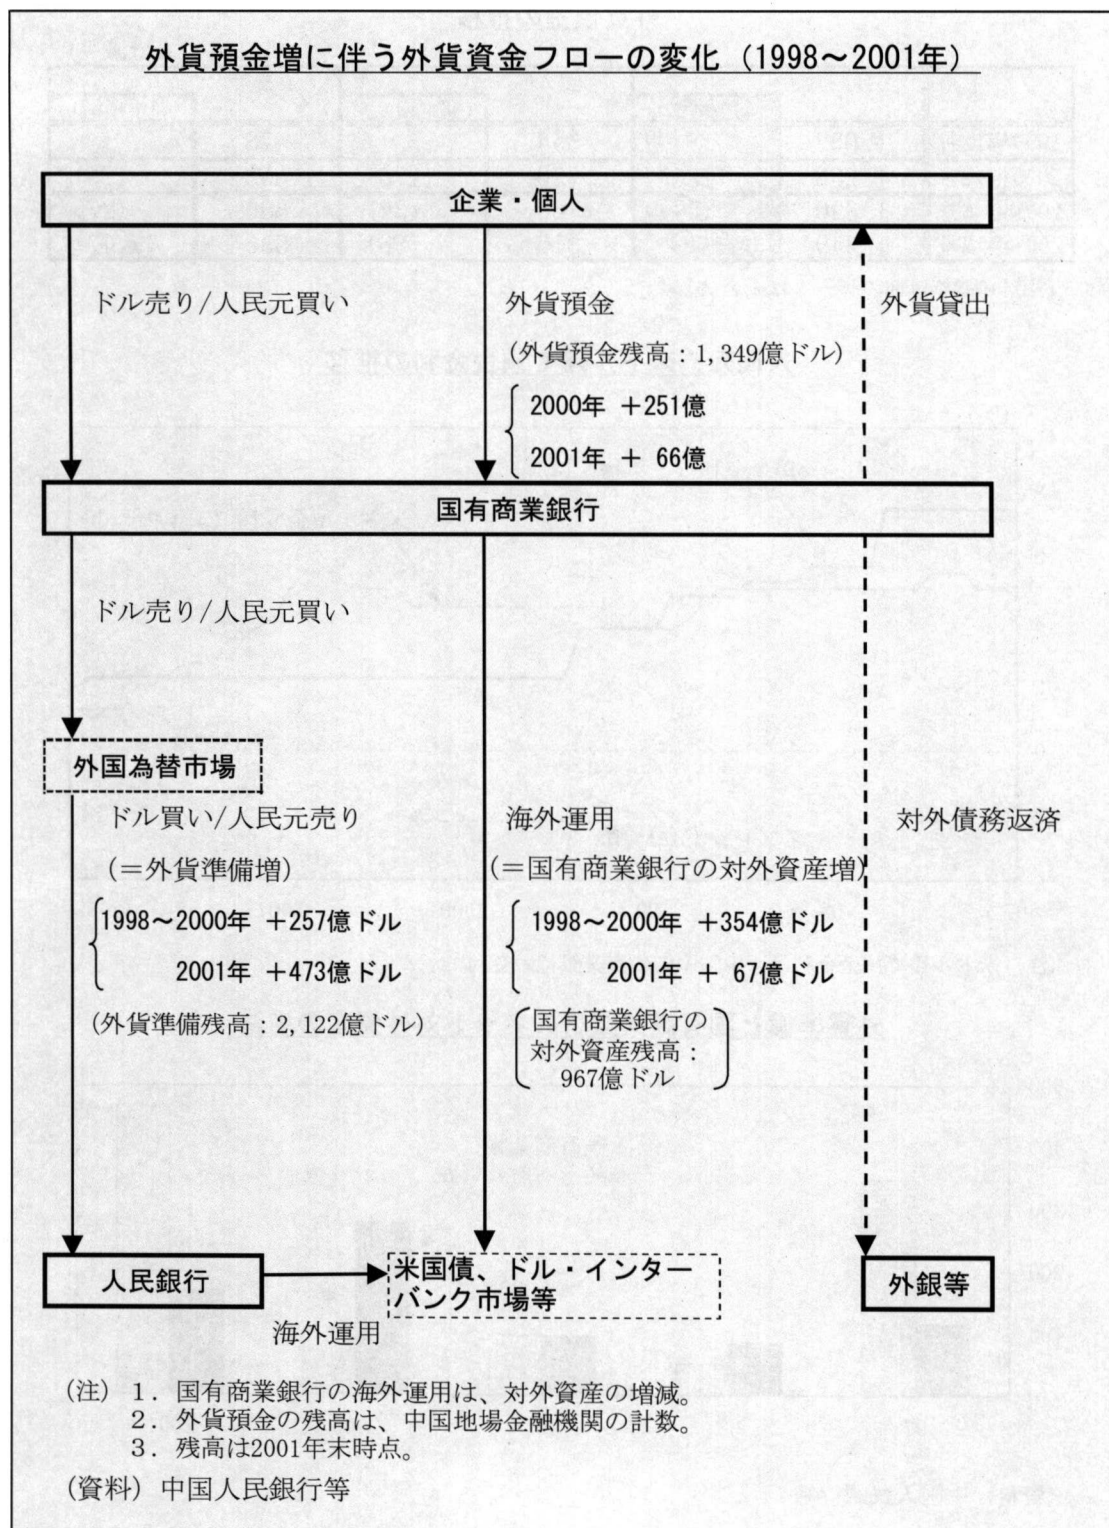 外貨預金増に伴う外貨資金フローの変化（1998～2001年）
企業・個人
ドル売り/人民元買い
外貨預金
外貨貸出
(外貨預金残高：1,349億ドル)
2000年 ＋251億
2001年 ＋ 66億
国有商業銀行
ドル売り/人民元買い
外国為替市場
ドル買い/人民元売り
海外運用
対外債務返済
(＝外貨準備増)
(＝国有商業銀行の対外資産増)
1998～2000年 ＋257億ドル
2001年 ＋473億ドル
(外貨準備残高：2,122億ドル)
1998～2000年 ＋354億ドル
2001年 ＋ 67億ドル
国有商業銀行の
対外資産残高：
967億ドル
人民銀行
米国債、ドル・インター
バンク市場等
外銀等
海外運用
(注) 1．国有商業銀行の海外運用は、対外資産の増減。
2．外貨預金の残高は、中国地場金融機関の計数。
3．残高は2001年末時点。
(資料) 中国人民銀行等